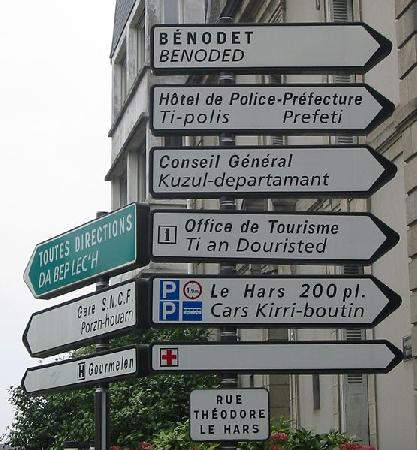 BÉNODET
BENODED
Hôtel de Police-Préfecture
Ti-polis Prefeti
Conseil Général
Kuzul-departamant
i Office de Tourisme
Ti an Douristed
P Le Hars 200 pl.
P Cars Kirri-boutin
RUE
THÉODORE
LE HARS
TOUTES DIRECTIONS
DA BEP LEC'H
Gare S.N.C.F.
Porzh-houarn
H Gourmelen